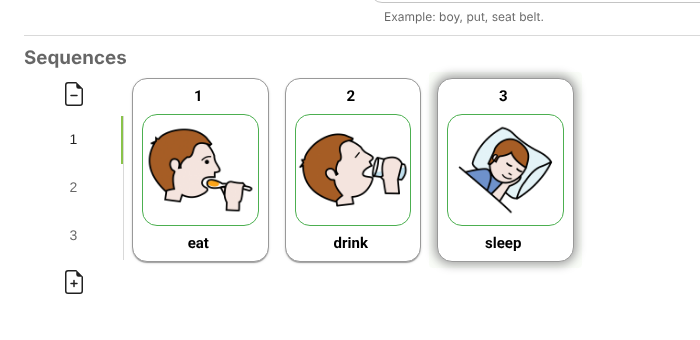 Example: boy, put, seat belt.
Sequences
1
2
3
1
eat
2
drink
3
sleep